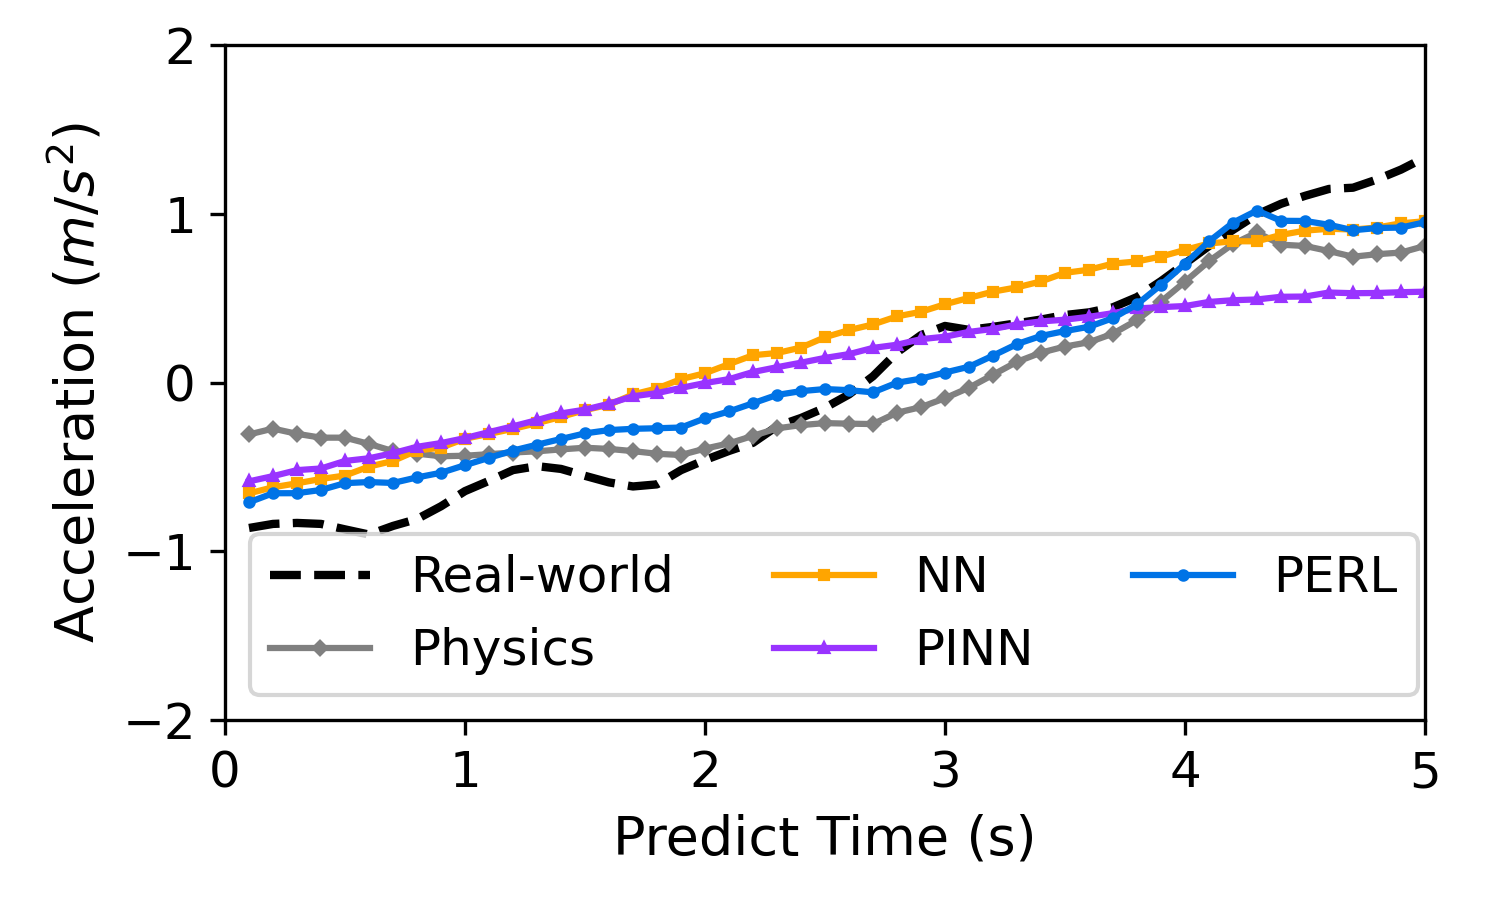 2
1
0
−1
−2
Acceleration (m/s²)
Real-world
Physics
NN
PINN
PERL
0 1 2 3 4 5
Predict Time (s)